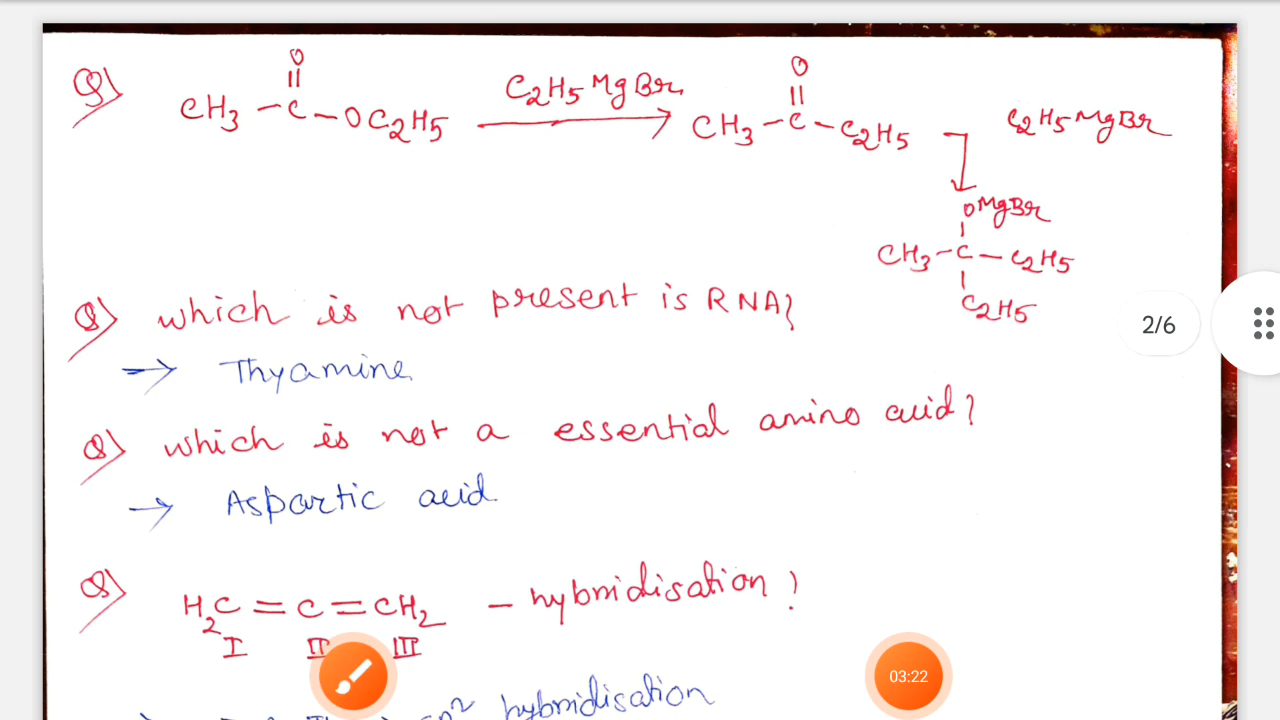 Q)
O
||
CH3 - C - OC2H5 C2H5MgBr → CH3 - C - C2H5 C2H5MgBr
O
||
OMgBr
CH3 - C - C2H5
C2H5
Q) which is not present is RNA?
2/6
→ Thyamine
Q) which is not a essential amino acid?
→ Aspartic acid
Q) H2C = C = CH2 - hybridisation?
I II III
03:22
sp2 hybridisation